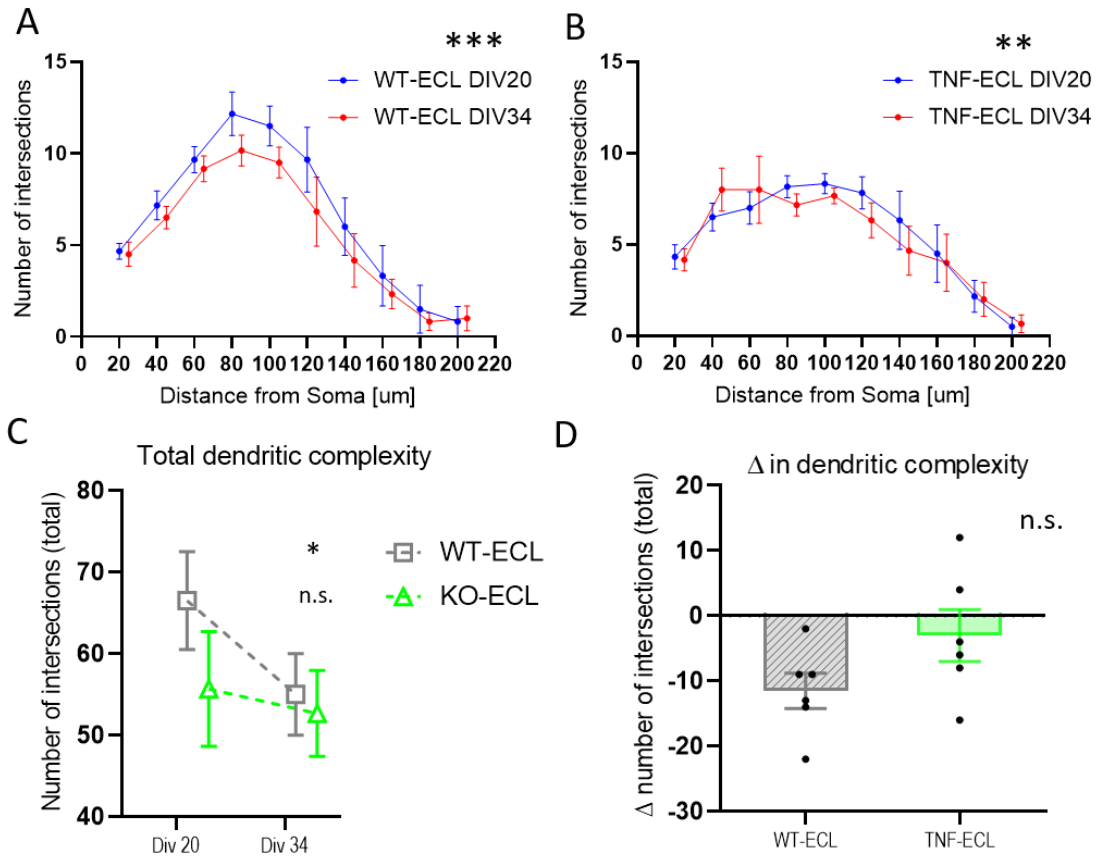 A
***
15
10
5
0
Number of intersections
WT-ECL DIV20
WT-ECL DIV34
20 40 60 80 100 120 140 160 180 200 220
Distance from Soma [um]
B
**
15
10
5
0
Number of intersections
TNF-ECL DIV20
TNF-ECL DIV34
20 40 60 80 100 120 140 160 180 200 220
Distance from Soma [um]
C
Total dendritic complexity
80
70
60
50
40
Number of intersections (total)
*
n.s.
WT-ECL
KO-ECL
Div 20 Div 34
D
Δ in dendritic complexity
20
10
0
-10
-20
-30
Δ number of intersections (total)
n.s.
WT-ECL TNF-ECL